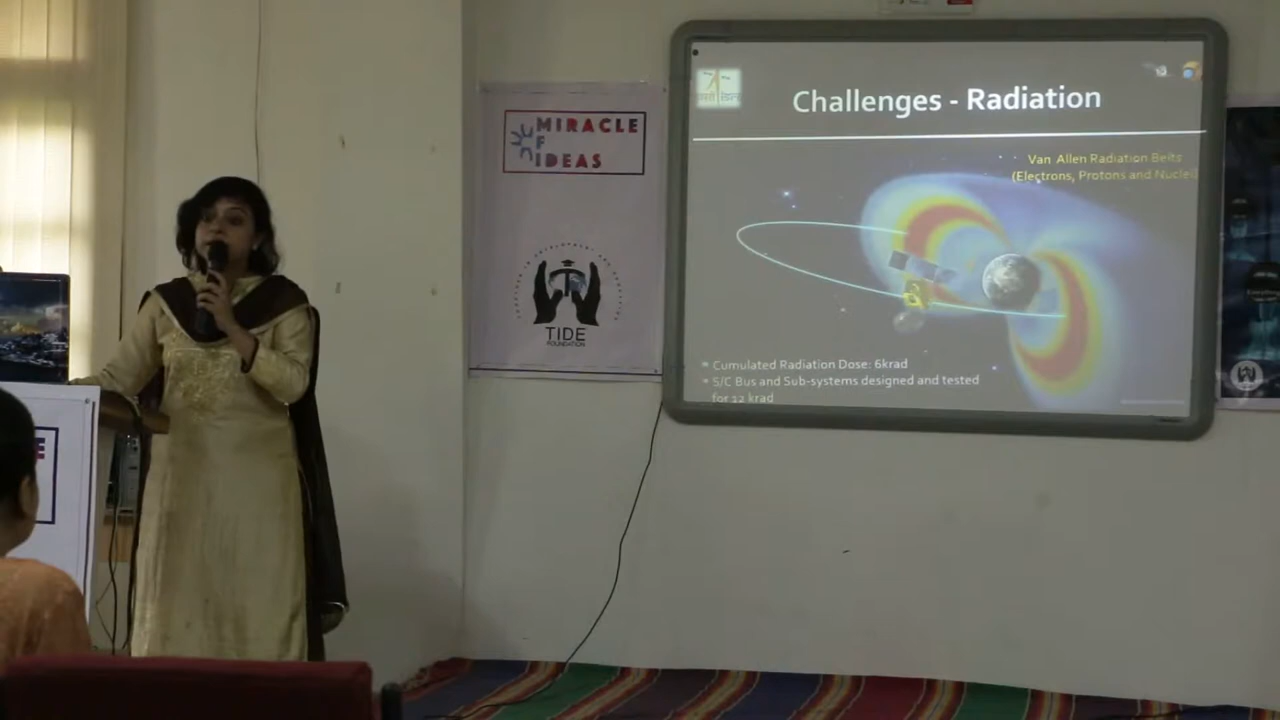 MIRACLE
F
IDEAS
TIDE
FOUNDATION
Challenges - Radiation
Van Allen Radiation Belts
(Electrons, Protons and Nuclei)
Cumulated Radiation Dose: 6krad
S/C Bus and Sub-systems designed and tested
for 12 krad